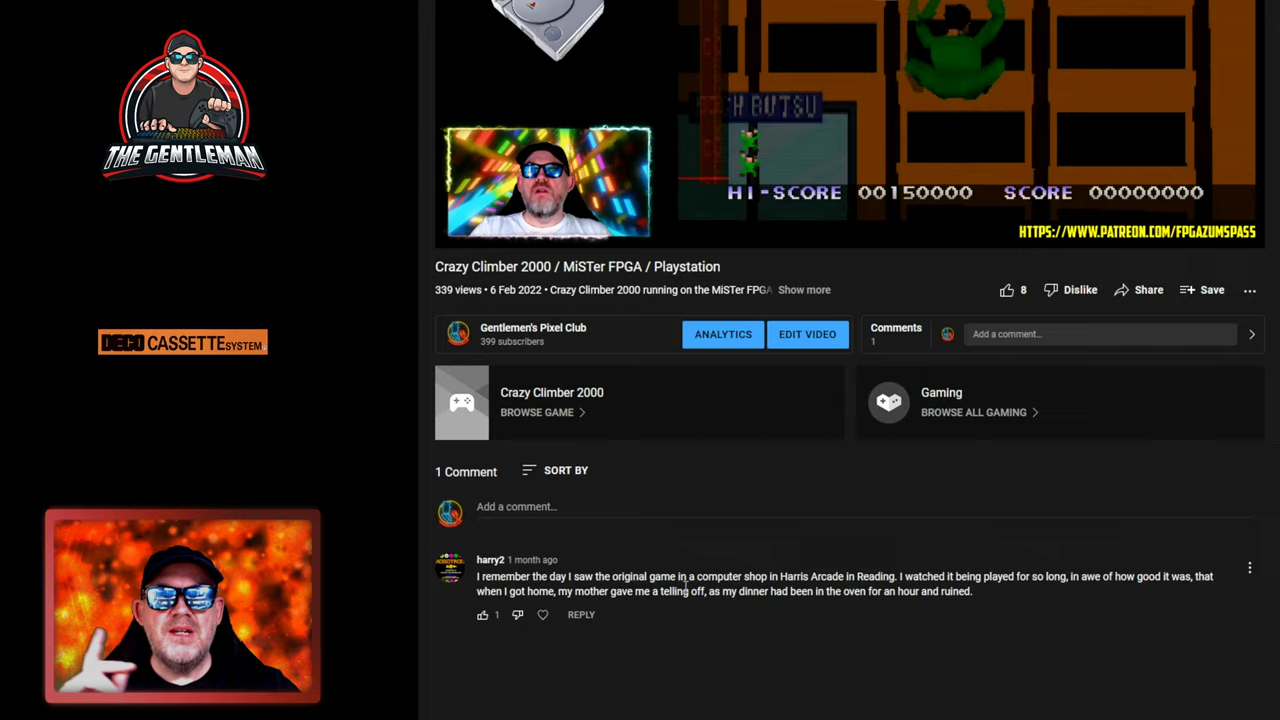 THE GENTLEMAN
DECO CASSETTE SYSTEM
HI-SCORE 00150000 SCORE 00000000
HTTPS://WWW.PATREON.COM/FPGAZUMSPASS
Crazy Climber 2000 / MiSTer FPGA / Playstation
339 views • 6 Feb 2022 • Crazy Climber 2000 running on the MiSTer FPGA Show more
8 Dislike Share Save
Gentlemen's Pixel Club
399 subscribers
ANALYTICS
EDIT VIDEO
Comments
1
Add a comment...
Crazy Climber 2000
BROWSE GAME
Gaming
BROWSE ALL GAMING
1 Comment
SORT BY
Add a comment...
harry2 1 month ago
I remember the day I saw the original game in a computer shop in Harris Arcade in Reading. I watched it being played for so long, in awe of how good it was, that
when I got home, my mother gave me a telling off, as my dinner had been in the oven for an hour and ruined.
1 REPLY